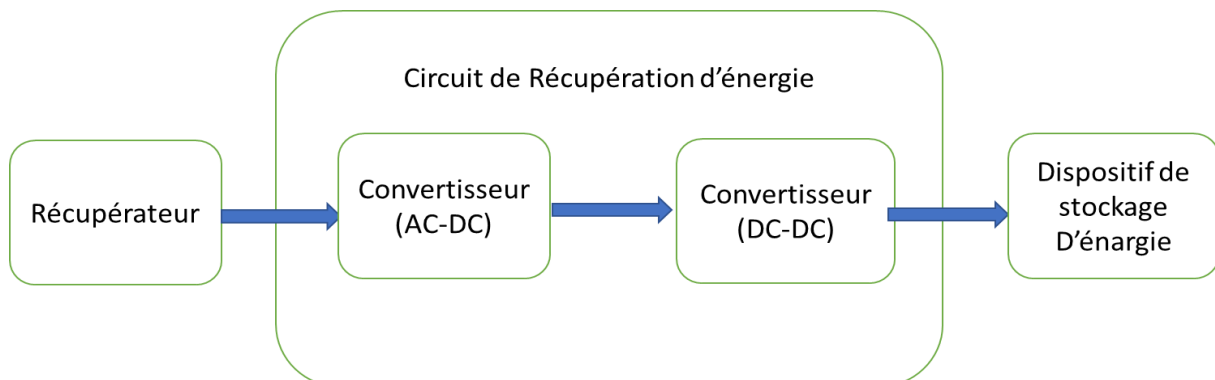 Circuit de Récupération d’énergie
Récupérateur
Convertisseur
(AC-DC)
Convertisseur
(DC-DC)
Dispositif de
stockage
D’énargie